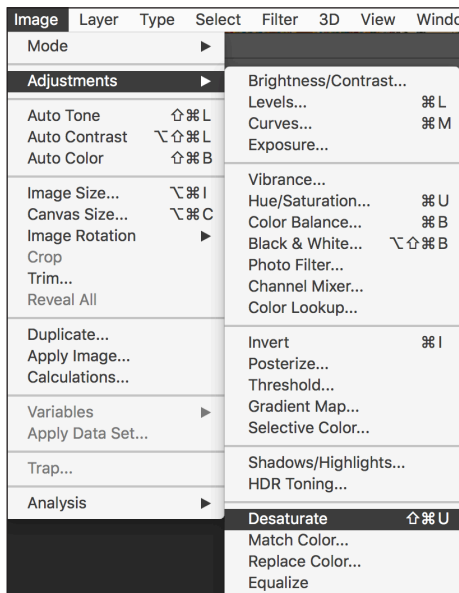 Image Layer Type Select Filter 3D View Windo
Mode ▶
Adjustments ▶
Auto Tone ⇧⌘L
Auto Contrast ⌥⇧⌘L
Auto Color ⇧⌘B
Image Size... ⌥⌘I
Canvas Size... ⌥⌘C
Image Rotation ▶
Crop
Trim...
Reveal All
Duplicate...
Apply Image...
Calculations...
Variables ▶
Apply Data Set...
Trap...
Analysis ▶
Brightness/Contrast...
Levels... ⌘L
Curves... ⌘M
Exposure...
Vibrance...
Hue/Saturation... ⌘U
Color Balance... ⌘B
Black & White... ⌥⇧⌘B
Photo Filter...
Channel Mixer...
Color Lookup...
Invert ⌘I
Posterize...
Threshold...
Gradient Map...
Selective Color...
Shadows/Highlights...
HDR Toning...
Desaturate ⇧⌘U
Match Color...
Replace Color...
Equalize